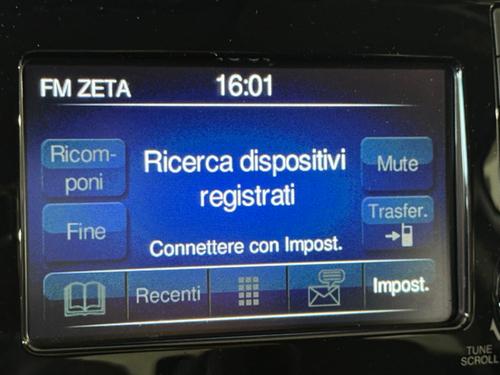 FM ZETA
16:01
Ricom-
poni
Ricerca dispositivi
registrati
Mute
Fine
Trasfer.
Connettere con Impost.
Recenti
Impost.
TUNE
SCROLL